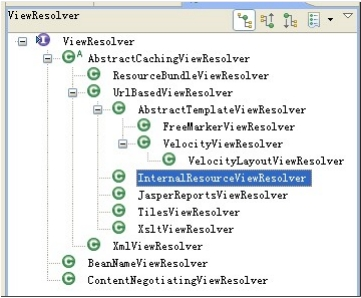 ViewResolver
ViewResolver
AbstractCachingViewResolver
ResourceBundleViewResolver
UrlBasedViewResolver
AbstractTemplateViewResolver
FreeMarkerViewResolver
VelocityViewResolver
VelocityLayoutViewResolver
InternalResourceViewResolver
JasperReportsViewResolver
TilesViewResolver
XsltViewResolver
XmlViewResolver
BeanNameViewResolver
ContentNegotiatingViewResolver